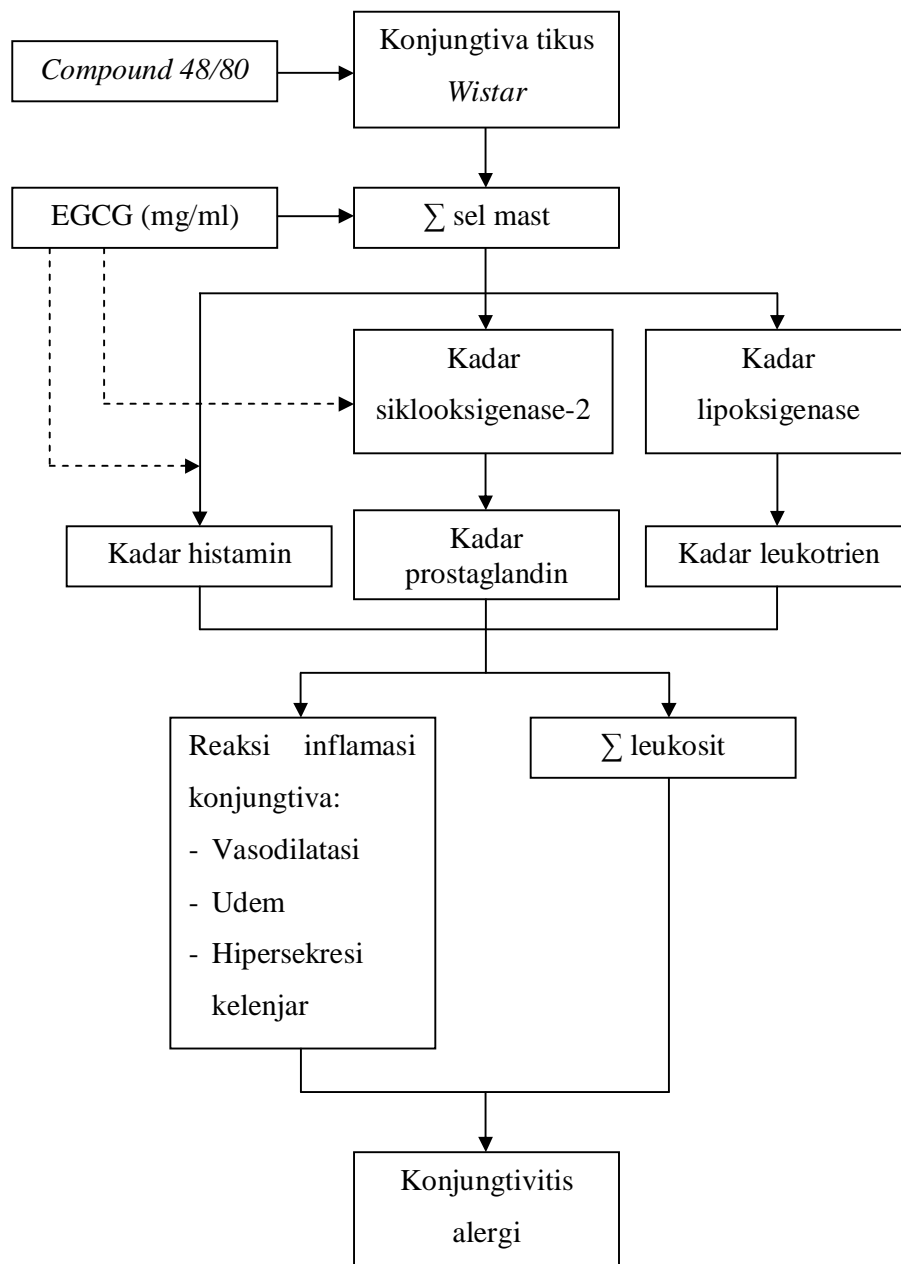 Compound 48/80
Konjungtiva tikus
Wistar
EGCG (mg/ml)
∑ sel mast
Kadar
siklooksigenase-2
Kadar
lipoksigenase
Kadar histamin
Kadar
prostaglandin
Kadar leukotrien
Reaksi inflamasi
konjungtiva:
- Vasodilatasi
- Udem
- Hipersekresi
kelenjar
∑ leukosit
Konjungtivitis
alergi